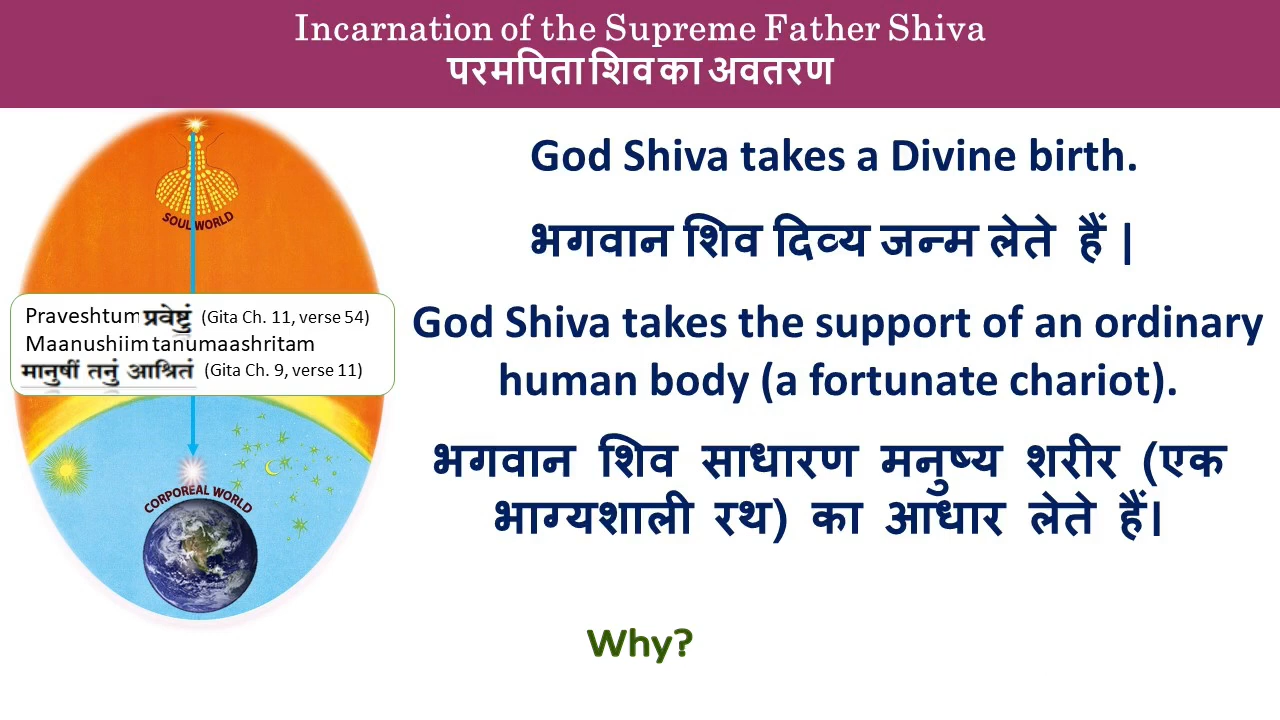 Incarnation of the Supreme Father Shiva
परमपिता शिव का अवतरण
SOUL WORLD
Praveshtum प्रवेष्टुं (Gita Ch. 11, verse 54)
Maanushiim tanumaashritam
मानुषीं तनुं आश्रितं (Gita Ch. 9, verse 11)
CORPOREAL WORLD
God Shiva takes a Divine birth.
भगवान शिव दिव्य जन्म लेते हैं |
God Shiva takes the support of an ordinary
human body (a fortunate chariot).
भगवान शिव साधारण मनुष्य शरीर (एक
भाग्यशाली रथ) का आधार लेते हैं।
Why?